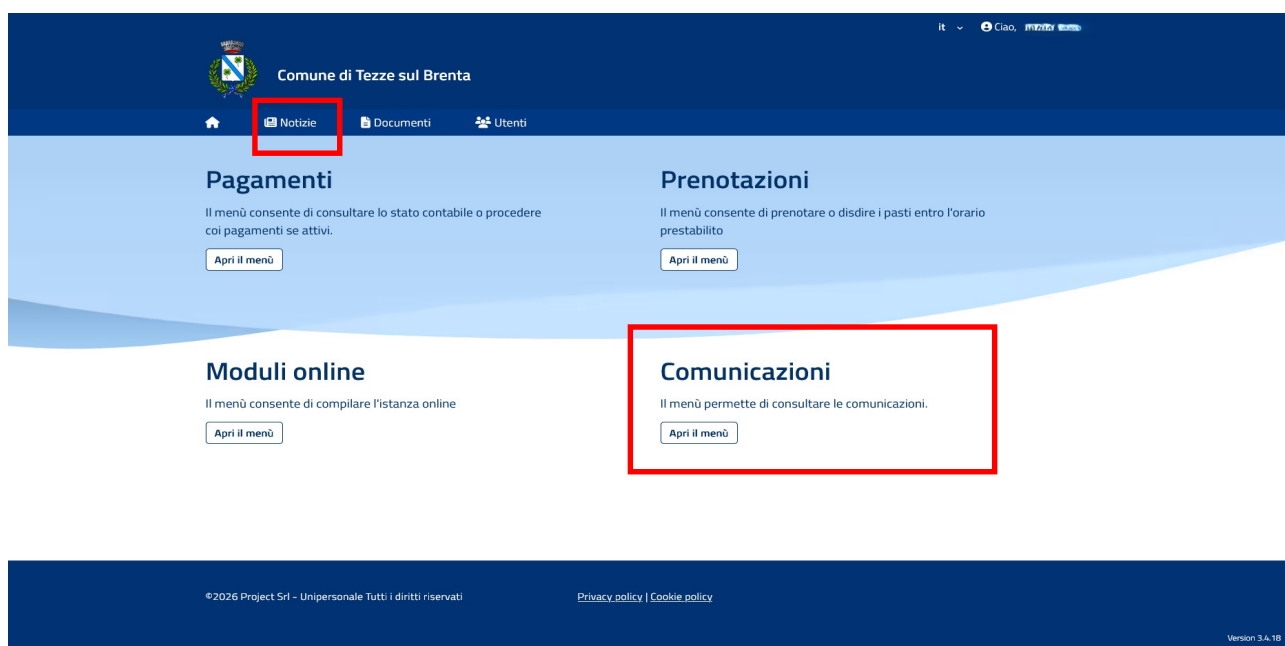 it
Ciao,
Comune di Tezze sul Brenta
Notizie
Documenti
Utenti
Pagamenti
Il menù consente di consultare lo stato contabile o procedere
coi pagamenti se attivi.
Apri il menù
Prenotazioni
Il menù consente di prenotare o disdire i pasti entro l'orario
prestabilito
Apri il menù
Moduli online
Il menù consente di compilare l'istanza online
Apri il menù
Comunicazioni
Il menù permette di consultare le comunicazioni.
Apri il menù
©2026 Project Srl - Unipersonale Tutti i diritti riservati
Privacy policy | Cookie policy
Version 3.4.18